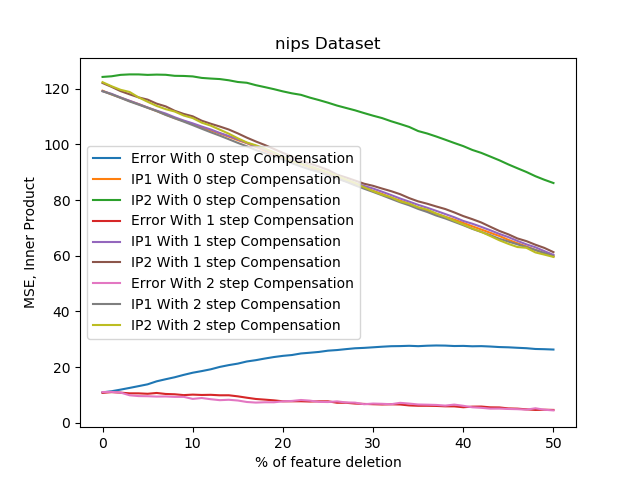 nips Dataset
MSE, Inner Product
120
100
80
60
40
20
0
Error With 0 step Compensation
IP1 With 0 step Compensation
IP2 With 0 step Compensation
Error With 1 step Compensation
IP1 With 1 step Compensation
IP2 With 1 step Compensation
Error With 2 step Compensation
IP1 With 2 step Compensation
IP2 With 2 step Compensation
0 10 20 30 40 50
% of feature deletion